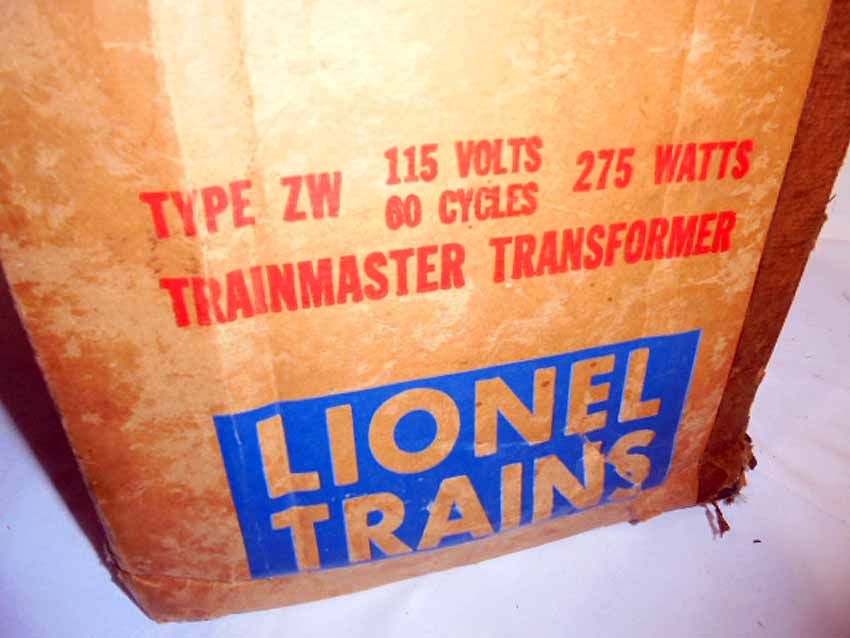 TYPE ZW 115 VOLTS 275 WATTS
60 CYCLES
TRAINMASTER TRANSFORMER
LIONEL
TRAINS